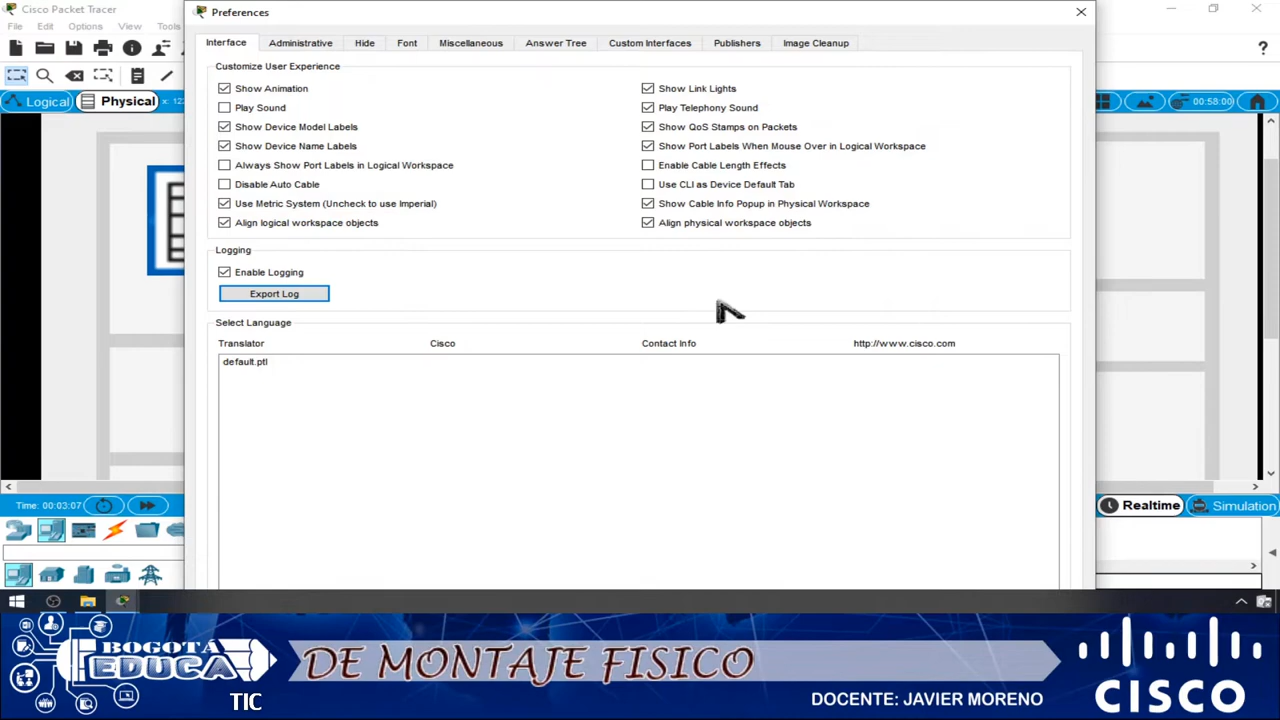 Cisco Packet Tracer
Preferences
File Edit Options View Tools
Interface Administrative Hide Font Miscellaneous Answer Tree Custom Interfaces Publishers Image Cleanup
Customize User Experience
Show Animation
Show Link Lights
Play Sound
Play Telephony Sound
Show Device Model Labels
Show QoS Stamps on Packets
Show Device Name Labels
Show Port Labels When Mouse Over in Logical Workspace
Always Show Port Labels in Logical Workspace
Enable Cable Length Effects
Disable Auto Cable
Use CLI as Device Default Tab
Use Metric System (Uncheck to use Imperial)
Show Cable Info Popup in Physical Workspace
Align logical workspace objects
Align physical workspace objects
Logical Physical
00:58:00
Logging
Enable Logging
Export Log
Select Language
Translator Cisco Contact Info http://www.cisco.com
default.ptl
Time: 00:03:07
Realtime Simulation
BOGOTÁ
EDUCA
TIC
DE MONTAJE FISICO
DOCENTE: JAVIER MORENO
CISCO